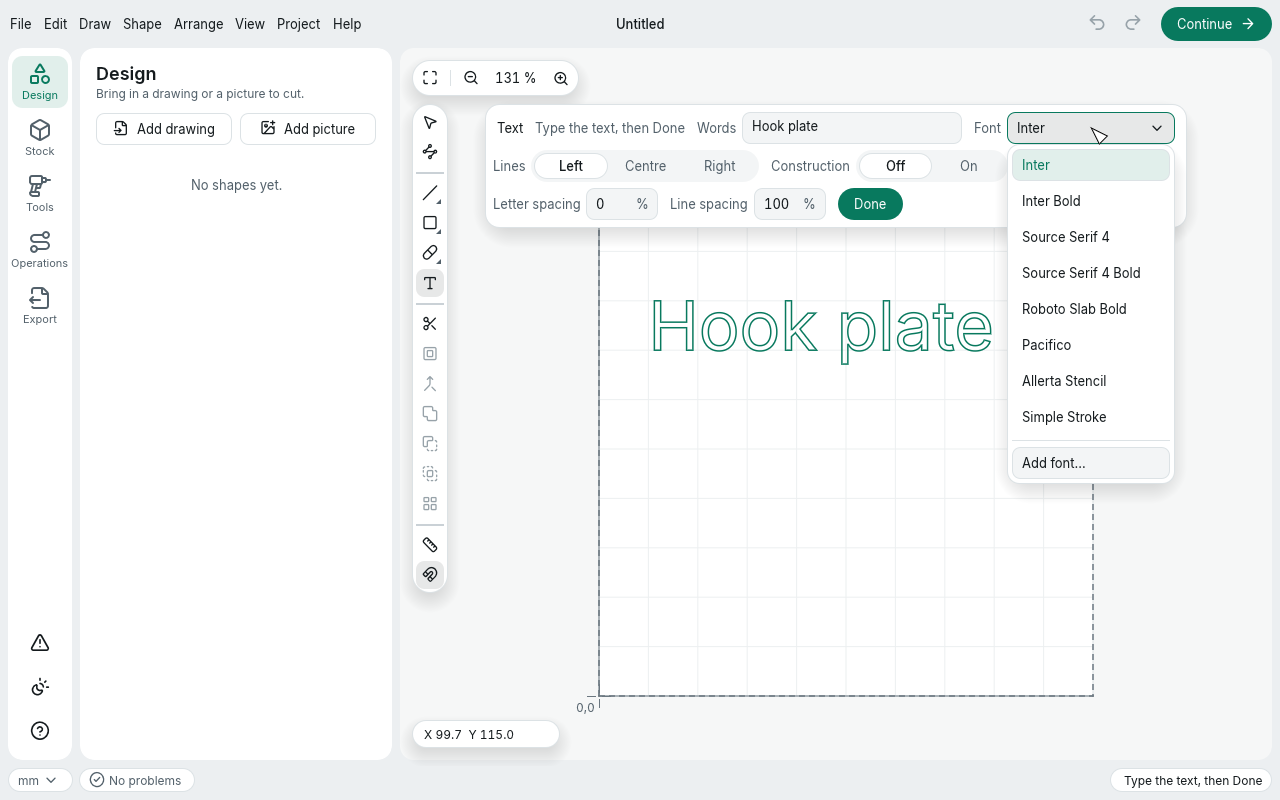 File Edit Draw Shape Arrange View Project Help
Untitled
Continue
Design
Stock
Tools
Operations
Export
Design
Bring in a drawing or a picture to cut.
Add drawing
Add picture
No shapes yet.
131 %
Text Type the text, then Done Words Hook plate Font Inter
Lines Left Centre Right Construction Off On
Letter spacing 0 % Line spacing 100 % Done
Inter
Inter Bold
Source Serif 4
Source Serif 4 Bold
Roboto Slab Bold
Pacifico
Allerta Stencil
Simple Stroke
Add font...
Hook plate
0,0
X 99.7 Y 115.0
mm
No problems
Type the text, then Done